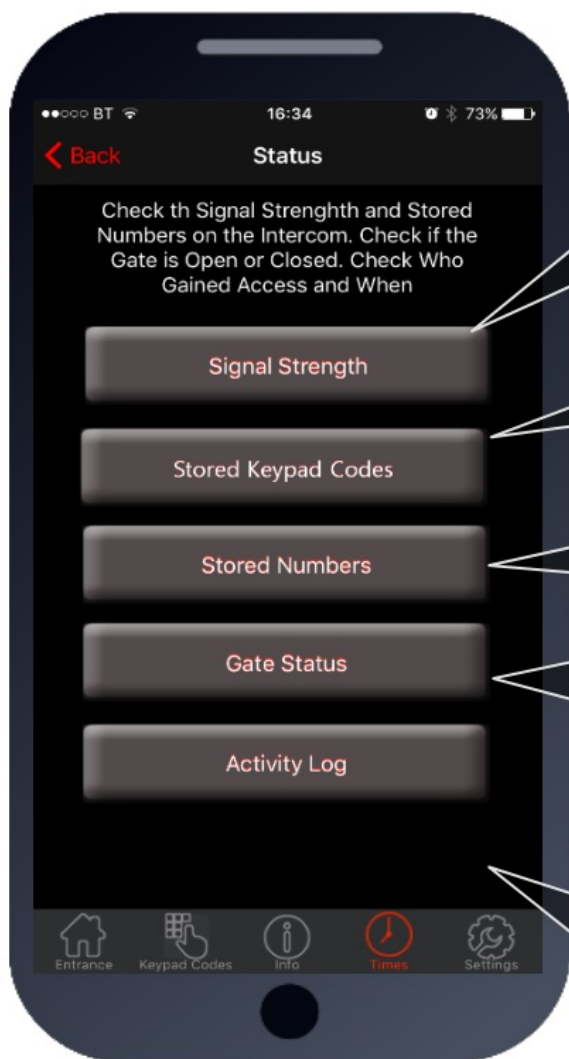 BT 16:34 73%
Back Status
Check th Signal Strenghth and Stored
Numbers on the Intercom. Check if the
Gate is Open or Closed. Check Who
Gained Access and When
Signal Strength
Stored Keypad Codes
Stored Numbers
Gate Status
Activity Log
Entrance Keypad Codes Info Times Settings